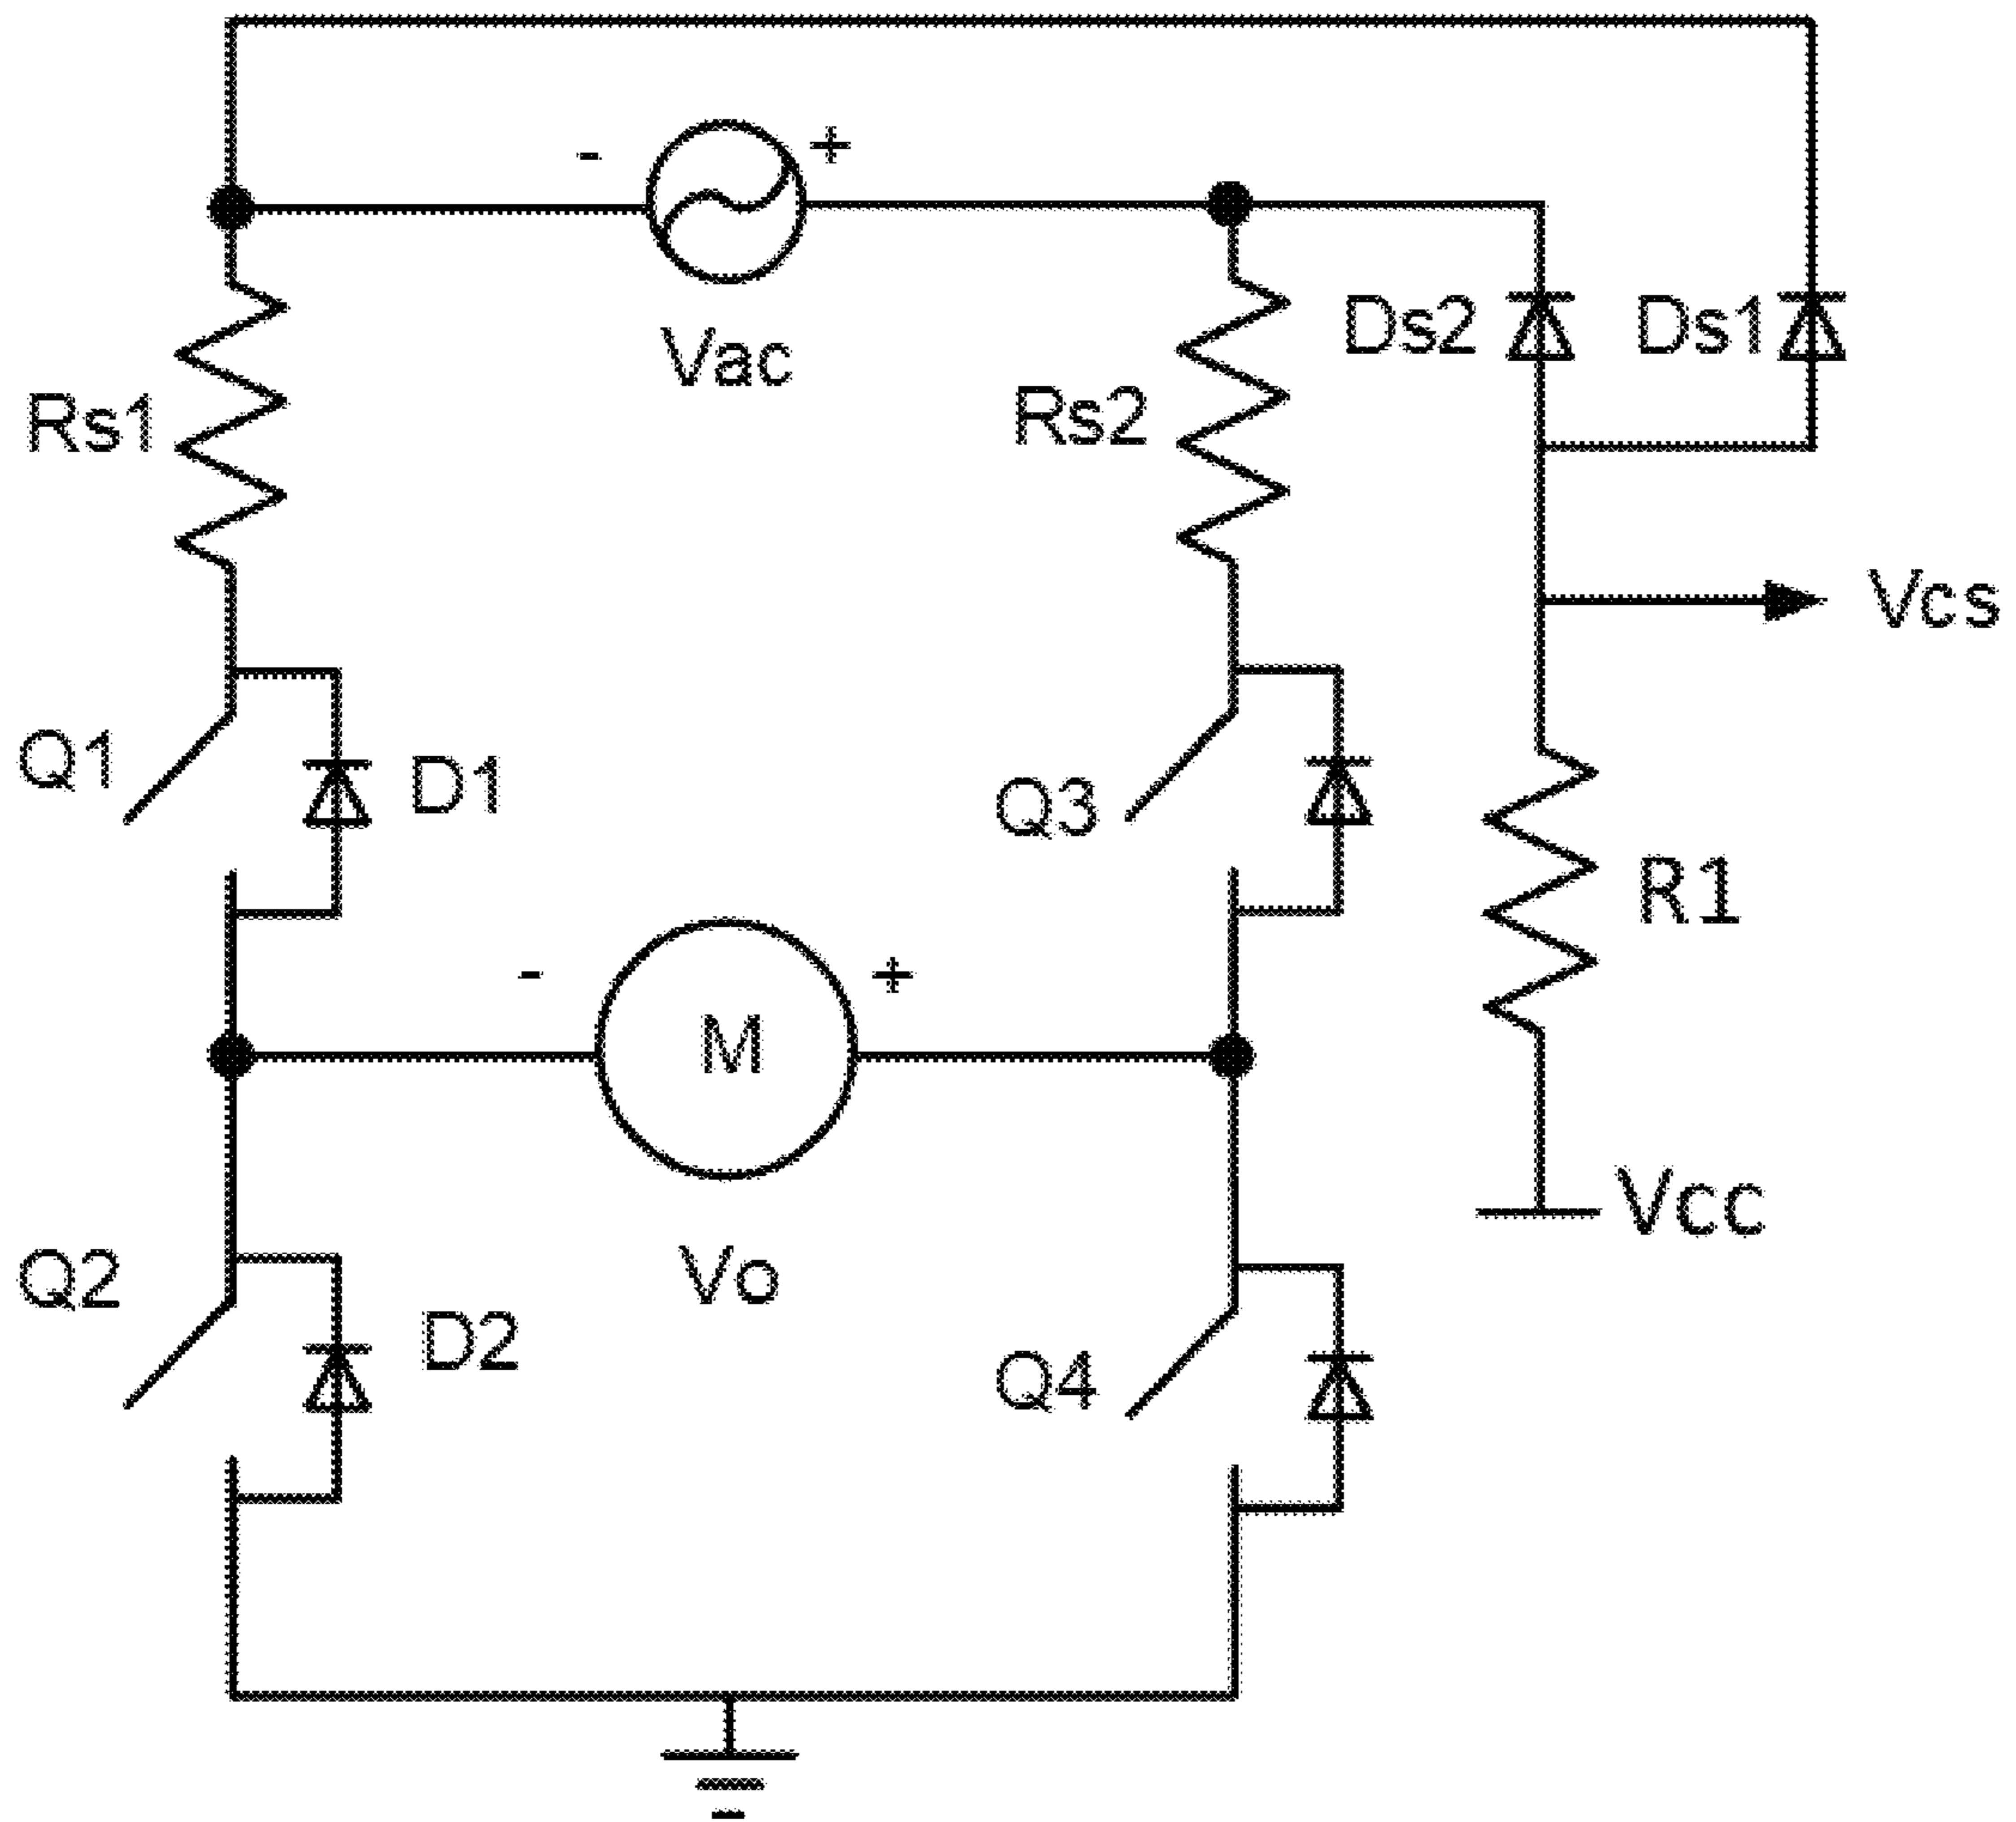 - +
Vac
Ds2 Ds1
Rs1
Rs2
Vcs
Q1 D1
Q3
R1
- +
M
Vcc
Q2
Vo
D2
Q4